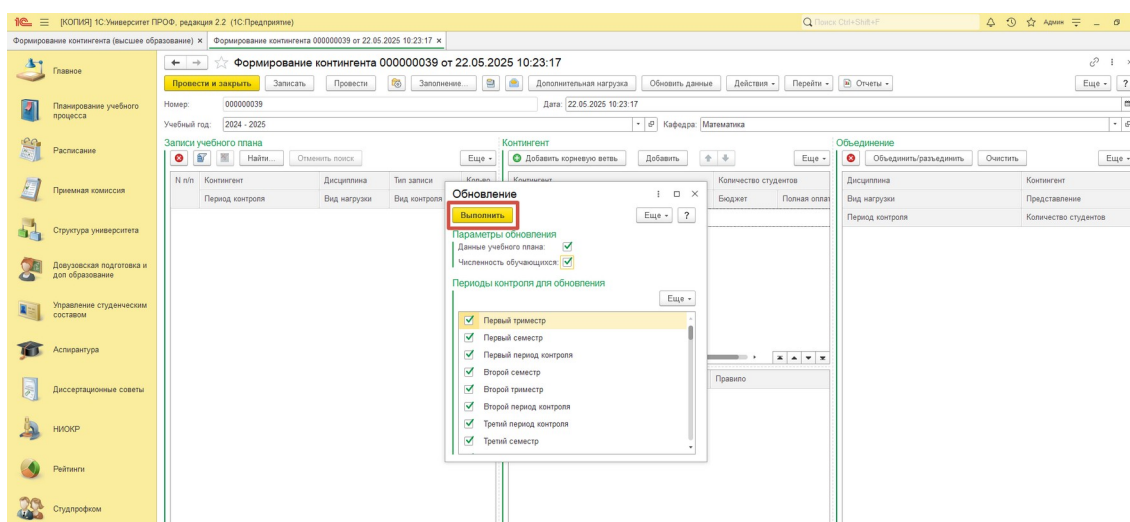 1С [КОПИЯ] 1С:Университет ПРОФ, редакция 2.2 (1С:Предприятие) Поиск Ctrl+Shift+F Админ
Формирование контингента (высшее образование) × Формирование контингента 000000039 от 22.05.2025 10:23:17 ×
Главное
Планирование учебного процесса
Расписание
Приемная комиссия
Структура университета
Довузовская подготовка и доп образование
Управление студенческим составом
Аспирантура
Диссертационные советы
НИОКР
Рейтинги
Студпрофком
Формирование контингента 000000039 от 22.05.2025 10:23:17
Провести и закрыть Записать Провести Заполнение... Дополнительная нагрузка Обновить данные Действия Перейти Отчеты Еще ?
Номер: 000000039 Дата: 22.05.2025 10:23:17
Учебный год: 2024 - 2025 Кафедра: Математика
Записи учебного плана
Найти... Отменить поиск Еще
N п/п Контингент Дисциплина Тип записи Кол-во
Период контроля Вид нагрузки Вид контроля
Контингент
Добавить корневую ветвь Добавить Еще
Контингент Количество студентов
Бюджет Полная оплат
Правило
Объединение
Объединить/разъединить Очистить Еще
Дисциплина Контингент
Вид нагрузки Представление
Период контроля Количество студентов
Обновление
Выполнить Еще ?
Параметры обновления
Данные учебного плана:
Численность обучающихся:
Периоды контроля для обновления
Еще
Первый триместр
Первый семестр
Первый период контроля
Второй семестр
Второй триместр
Второй период контроля
Третий период контроля
Третий семестр